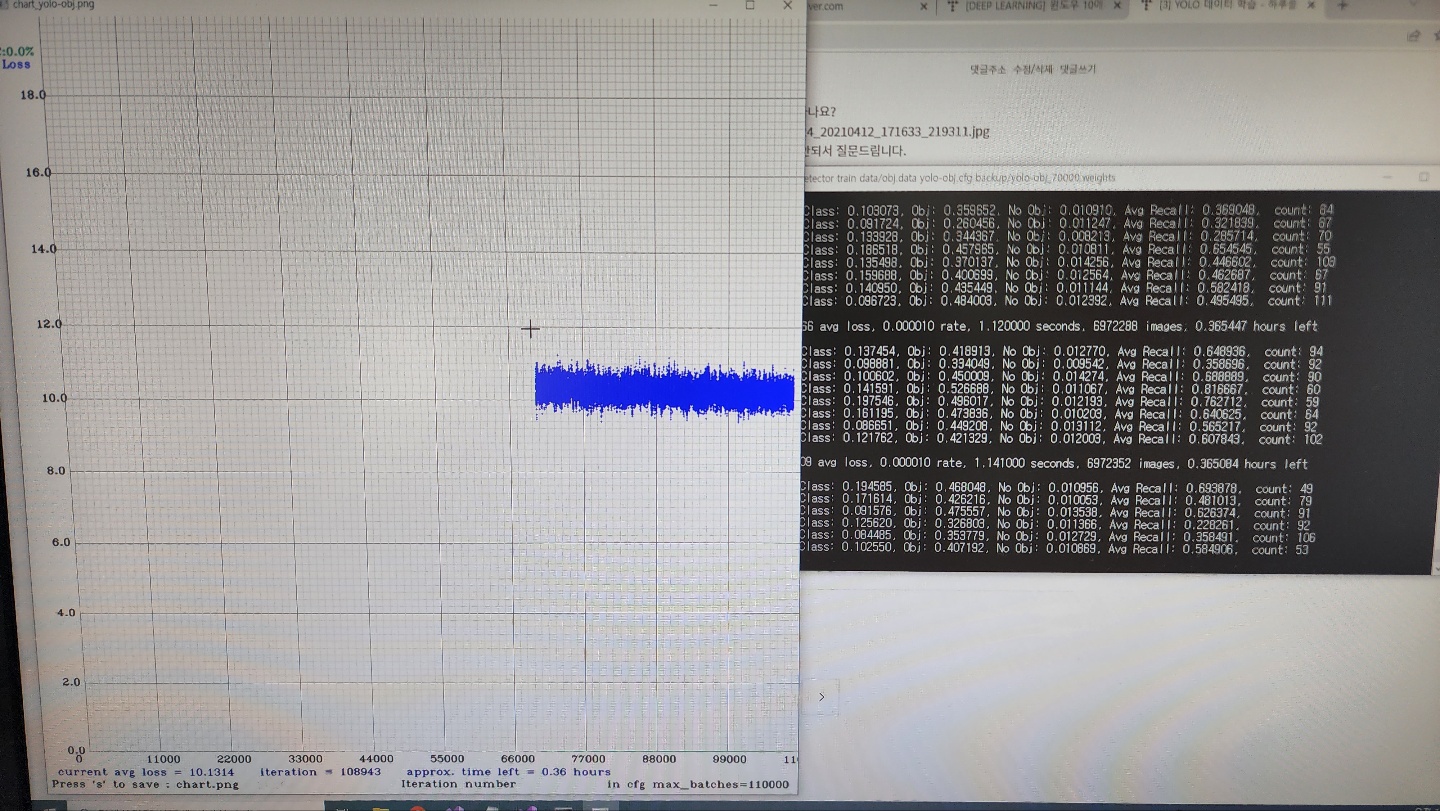 chart_yolo-obj.png
:0.0%
Loss
18.0
16.0
14.0
12.0
10.0
8.0
6.0
4.0
2.0
0.0
0 11000 22000 33000 44000 55000 66000 77000 88000 99000 11
current avg loss = 10.1314 iteration = 108943 approx. time left = 0.36 hours
Press 's' to save : chart.png Iteration number in cfg max_batches=110000
ver.com
[DEEP LEARNING] 윈도우 10에
[3] YOLO 데이터 학습 - 하루를
댓글주소 수정/삭제 댓글쓰기
나요?
4_20210412_171633_219311.jpg
안되서 질문드립니다.
etector train data/obj.data yolo-obj.cfg backup/yolo-obj_70000.weights
Class: 0.103073, Obj: 0.359652, No Obj: 0.010910, Avg Recall: 0.369048, count: 84
Class: 0.091724, Obj: 0.260456, No Obj: 0.011247, Avg Recall: 0.321839, count: 87
Class: 0.133928, Obj: 0.344367, No Obj: 0.008213, Avg Recall: 0.285714, count: 70
Class: 0.186518, Obj: 0.457965, No Obj: 0.010811, Avg Recall: 0.654545, count: 55
Class: 0.135498, Obj: 0.370137, No Obj: 0.014256, Avg Recall: 0.446602, count: 103
Class: 0.159688, Obj: 0.400699, No Obj: 0.012564, Avg Recall: 0.462687, count: 67
Class: 0.140950, Obj: 0.435449, No Obj: 0.011144, Avg Recall: 0.582418, count: 91
Class: 0.096723, Obj: 0.484003, No Obj: 0.012392, Avg Recall: 0.495495, count: 111
66 avg loss, 0.000010 rate, 1.120000 seconds, 6972288 images, 0.365447 hours left
Class: 0.137454, Obj: 0.418913, No Obj: 0.012770, Avg Recall: 0.648936, count: 94
Class: 0.098881, Obj: 0.334049, No Obj: 0.009542, Avg Recall: 0.358696, count: 92
Class: 0.100602, Obj: 0.450009, No Obj: 0.014274, Avg Recall: 0.688889, count: 90
Class: 0.141591, Obj: 0.526688, No Obj: 0.011067, Avg Recall: 0.816667, count: 60
Class: 0.197546, Obj: 0.496017, No Obj: 0.012193, Avg Recall: 0.762712, count: 59
Class: 0.161195, Obj: 0.473836, No Obj: 0.010203, Avg Recall: 0.640625, count: 64
Class: 0.086651, Obj: 0.449208, No Obj: 0.013112, Avg Recall: 0.565217, count: 92
Class: 0.121762, Obj: 0.421329, No Obj: 0.012003, Avg Recall: 0.607843, count: 102
09 avg loss, 0.000010 rate, 1.141000 seconds, 6972352 images, 0.365084 hours left
Class: 0.194585, Obj: 0.468048, No Obj: 0.010956, Avg Recall: 0.693878, count: 49
Class: 0.171614, Obj: 0.426216, No Obj: 0.010053, Avg Recall: 0.481013, count: 79
Class: 0.091576, Obj: 0.475557, No Obj: 0.013538, Avg Recall: 0.626374, count: 91
Class: 0.125620, Obj: 0.326803, No Obj: 0.011366, Avg Recall: 0.228261, count: 92
Class: 0.084485, Obj: 0.353779, No Obj: 0.012729, Avg Recall: 0.358491, count: 106
Class: 0.102550, Obj: 0.407192, No Obj: 0.010869, Avg Recall: 0.584906, count: 53